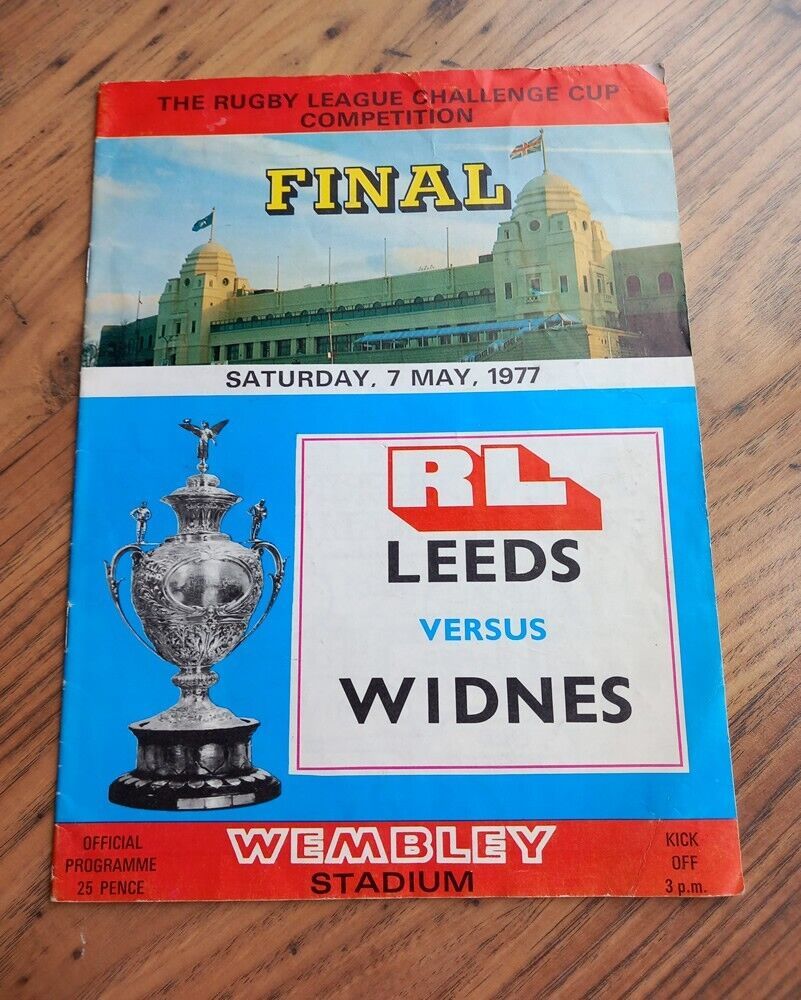 THE RUGBY LEAGUE CHALLENGE CUP
COMPETITION
FINAL
SATURDAY, 7 MAY, 1977
RL
LEEDS
VERSUS
WIDNES
OFFICIAL
PROGRAMME
25 PENCE
WEMBLEY
STADIUM
KICK
OFF
3 p.m.